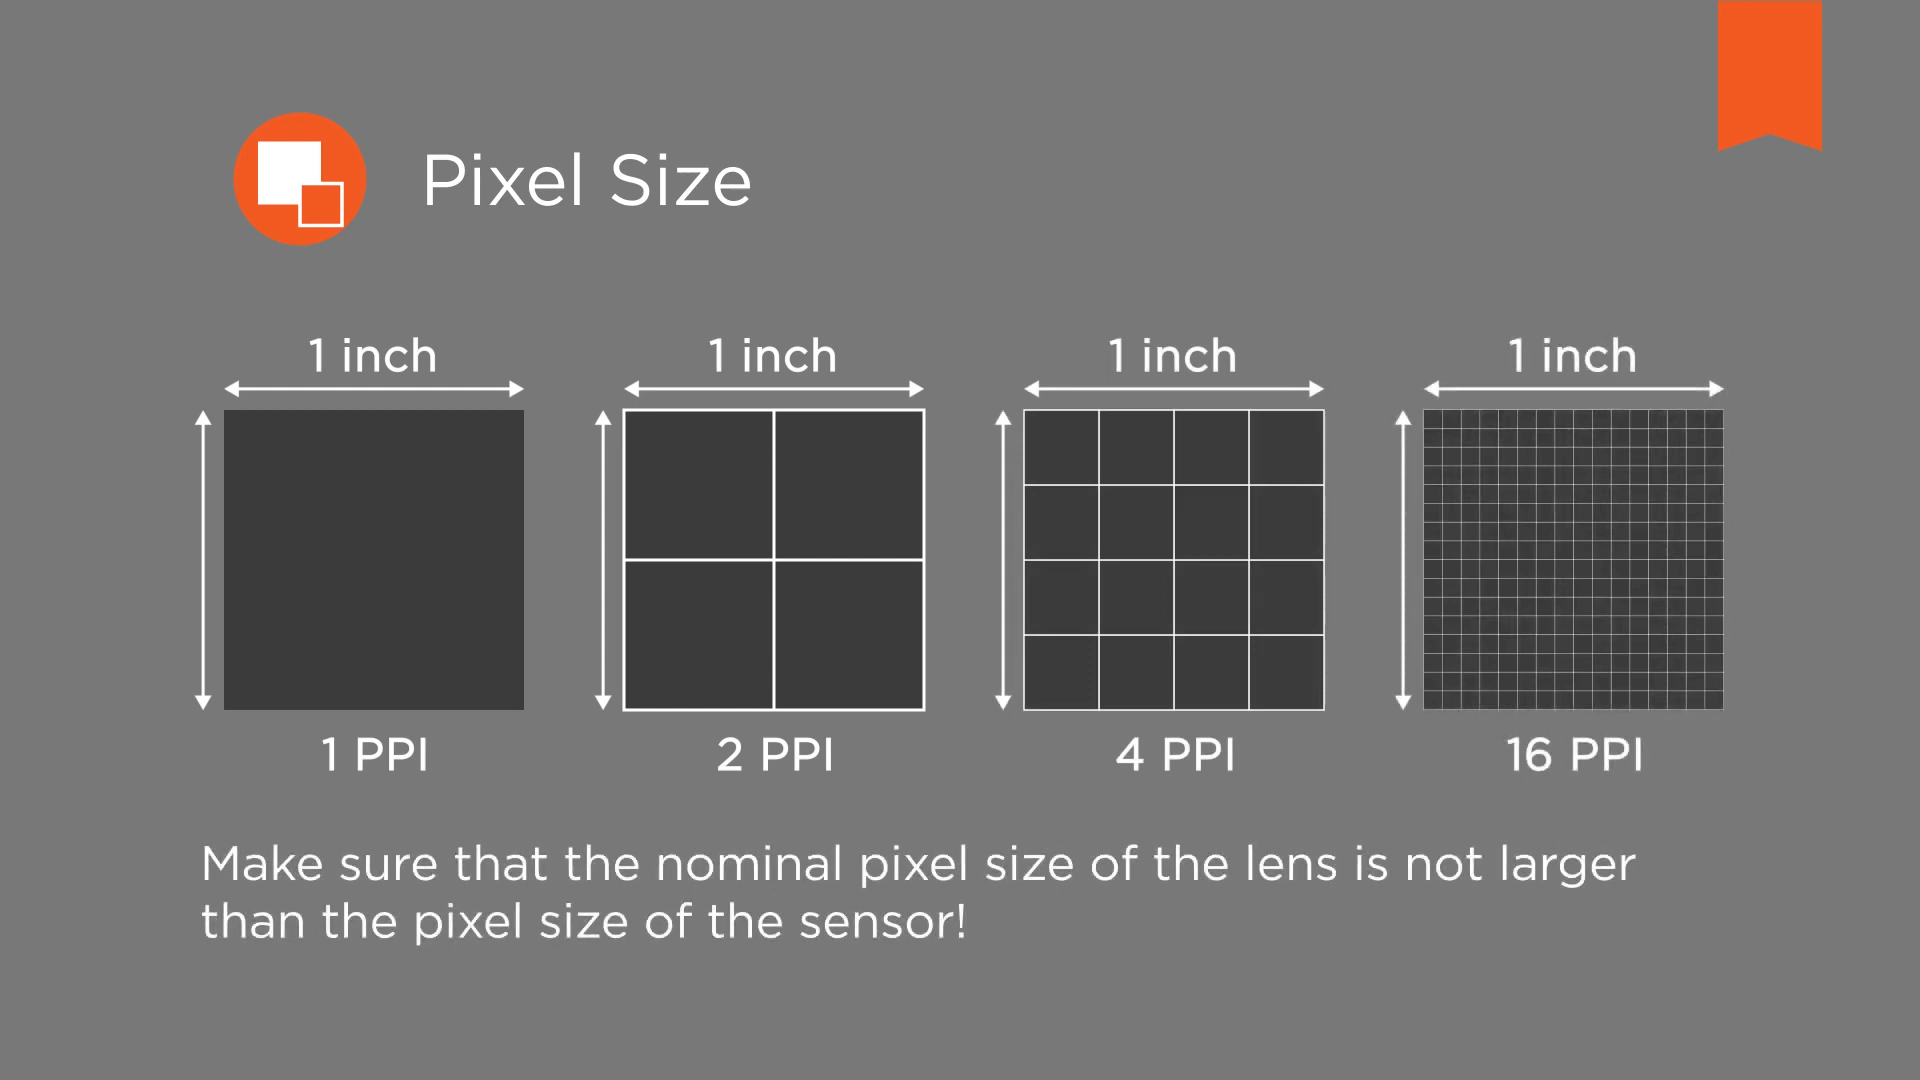 Pixel Size
1 inch
1 inch
1 inch
1 inch
1 PPI
2 PPI
4 PPI
16 PPI
Make sure that the nominal pixel size of the lens is not larger
than the pixel size of the sensor!